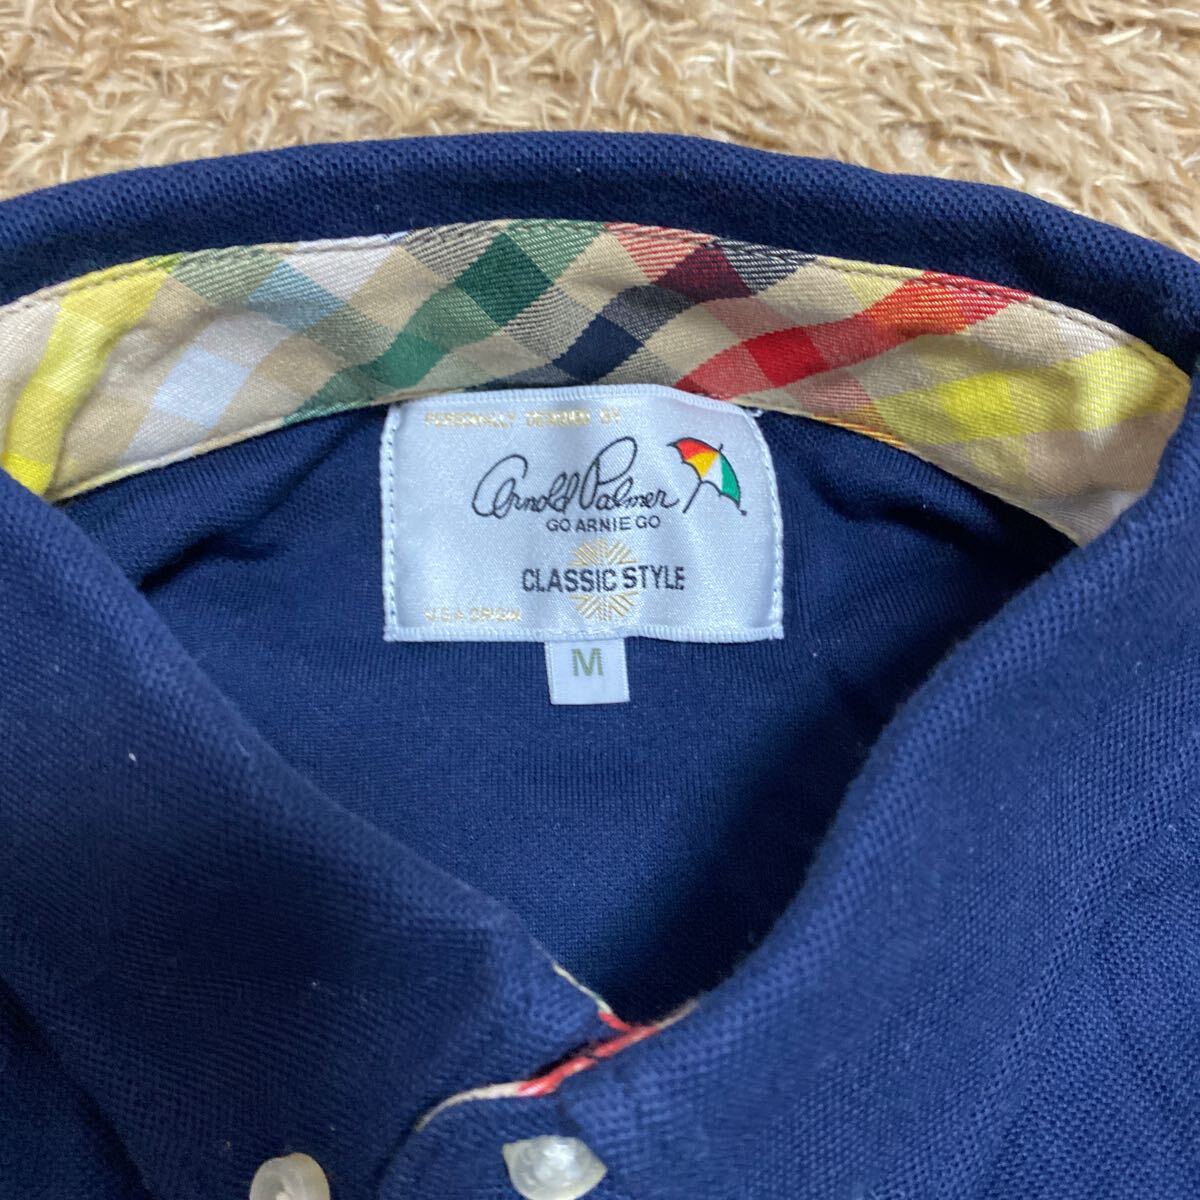 PERSONALLY DESIGNED BY
Arnold Palmer
GO ARNIE GO
CLASSIC STYLE
M